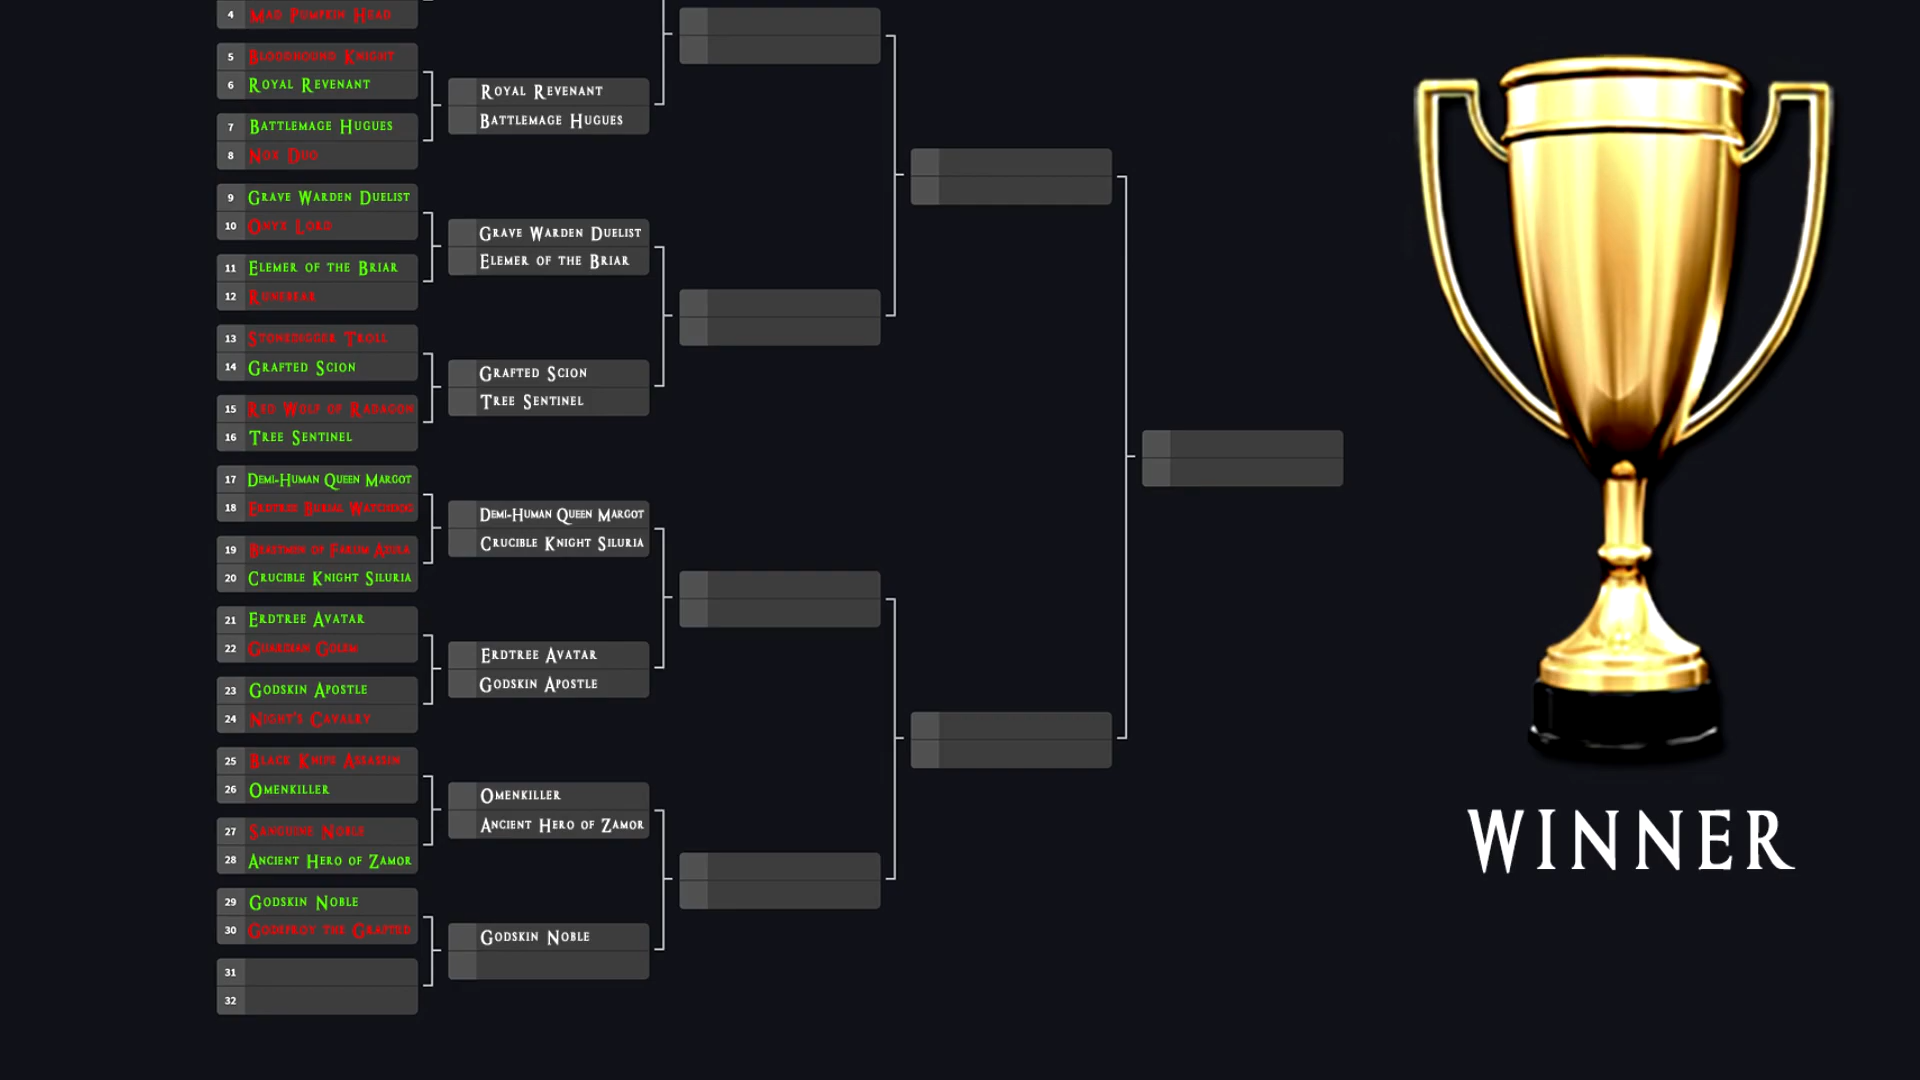 4 Mad Pumpkin Head
5 Bloodhound Knight
6 Royal Revenant
7 Battlemage Hugues
8 Nox Duo
9 Grave Warden Duelist
10 Onyx Lord
11 Elemer of the Briar
12 Runebear
13 Stonedigger Troll
14 Grafted Scion
15 Red Wolf of Radagon
16 Tree Sentinel
17 Demi-Human Queen Margot
18 Erdtree Burial Watchdog
19 Beastmen of Farum Azula
20 Crucible Knight Siluria
21 Erdtree Avatar
22 Guardian Golem
23 Godskin Apostle
24 Night's Cavalry
25 Black Knife Assassin
26 Omenkiller
27 Sanguine Noble
28 Ancient Hero of Zamor
29 Godskin Noble
30 Godefroy the Grafted
31
32
Royal Revenant
Battlemage Hugues
Grave Warden Duelist
Elemer of the Briar
Grafted Scion
Tree Sentinel
Demi-Human Queen Margot
Crucible Knight Siluria
Erdtree Avatar
Godskin Apostle
Omenkiller
Ancient Hero of Zamor
Godskin Noble
WINNER